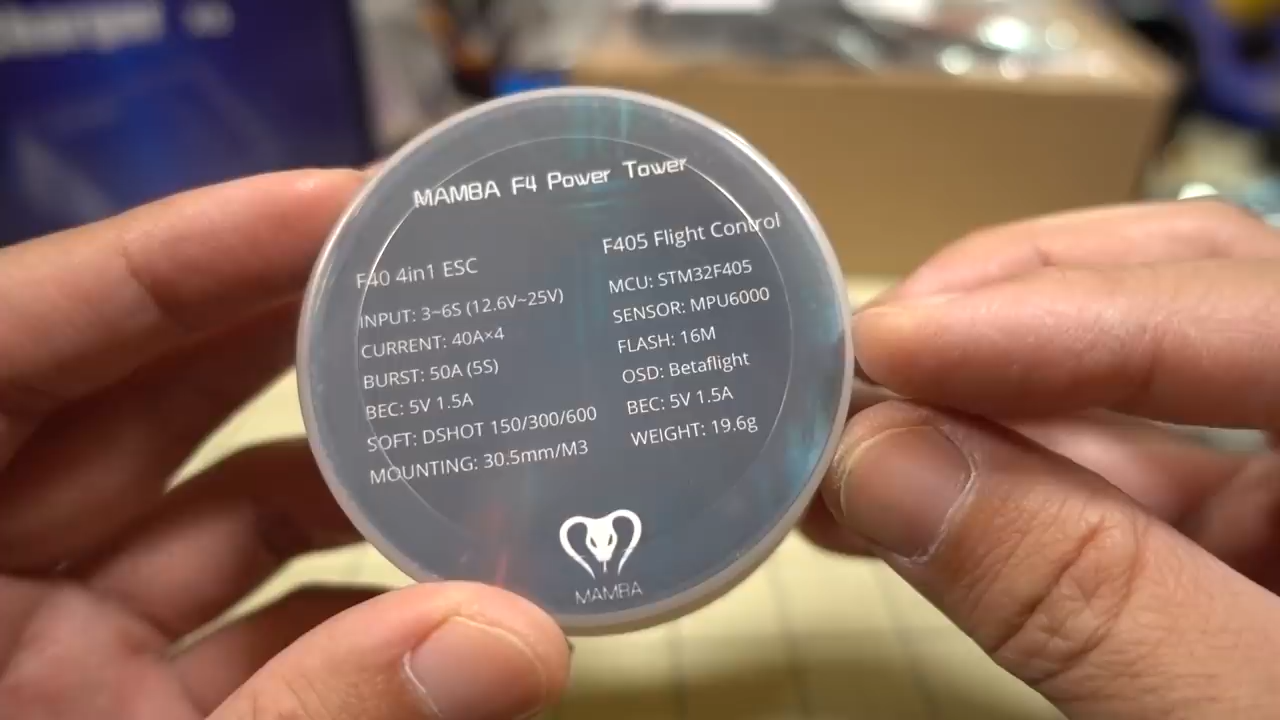 MAMBA F4 Power Tower
F40 4in1 ESC
INPUT: 3~6S (12.6V~25V)
CURRENT: 40A×4
BURST: 50A (5S)
BEC: 5V 1.5A
SOFT: DSHOT 150/300/600
MOUNTING: 30.5mm/M3
F405 Flight Control
MCU: STM32F405
SENSOR: MPU6000
FLASH: 16M
OSD: Betaflight
BEC: 5V 1.5A
WEIGHT: 19.6g
MAMBA